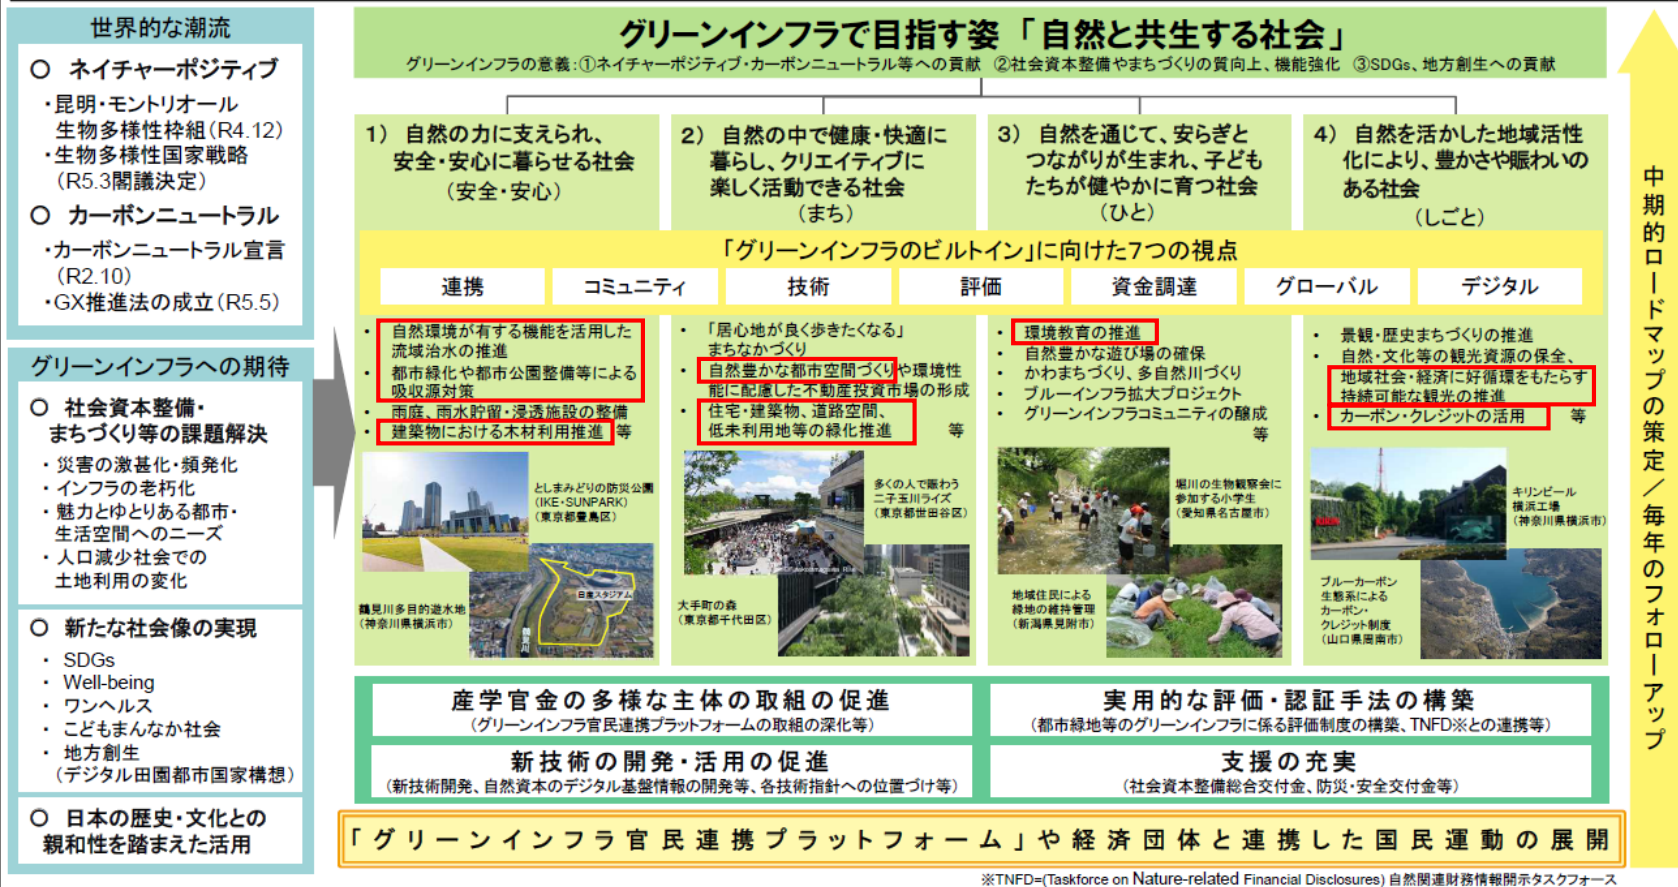 世界的な潮流
〇 ネイチャーポジティブ
・昆明・モントリオール
生物多様性枠組(R4.12)
・生物多様性国家戦略
(R5.3閣議決定)
〇 カーボンニュートラル
・カーボンニュートラル宣言
(R2.10)
・GX推進法の成立(R5.5)
グリーンインフラへの期待
〇 社会資本整備・
まちづくり等の課題解決
・ 災害の激甚化・頻発化
・ インフラの老朽化
・ 魅力とゆとりある都市・
生活空間へのニーズ
・ 人口減少社会での
土地利用の変化
〇 新たな社会像の実現
・ SDGs
・ Well-being
・ ワンヘルス
・ こどもまんなか社会
・ 地方創生
(デジタル田園都市国家構想)
〇 日本の歴史・文化との
親和性を踏まえた活用
グリーンインフラで目指す姿 「自然と共生する社会」
グリーンインフラの意義:①ネイチャーポジティブ・カーボンニュートラル等への貢献 ②社会資本整備やまちづくりの質向上、機能強化 ③SDGs、地方創生への貢献
1) 自然の力に支えられ、
安全・安心に暮らせる社会
(安全・安心)
2) 自然の中で健康・快適に
暮らし、クリエイティブに
楽しく活動できる社会
(まち)
3) 自然を通じて、安らぎと
つながりが生まれ、子ども
たちが健やかに育つ社会
(ひと)
4) 自然を活かした地域活性
化により、豊かさや賑わいの
ある社会
(しごと)
「グリーンインフラのビルトイン」に向けた7つの視点
連携
コミュニティ
技術
評価
資金調達
グローバル
デジタル
・ 自然環境が有する機能を活用した
流域治水の推進
・ 都市緑化や都市公園整備等による
吸収源対策
・ 雨庭、雨水貯留・浸透施設の整備
・ 建築物における木材利用推進 等
としまみどりの防災公園
(IKE・SUNPARK)
(東京都豊島区)
鶴見川多目的遊水地
(神奈川県横浜市)
日産スタジアム
鶴見川
・ 「居心地が良く歩きたくなる」
まちなかづくり
・ 自然豊かな都市空間づくりや環境性
能に配慮した不動産投資市場の形成
・ 住宅・建築物、道路空間、
低未利用地等の緑化推進 等
多くの人で賑わう
二子玉川ライズ
(東京都世田谷区)
大手町の森
(東京都千代田区)
・ 環境教育の推進
・ 自然豊かな遊び場の確保
・ かわまちづくり、多自然川づくり
・ ブルーインフラ拡大プロジェクト
・ グリーンインフラコミュニティの醸成
等
堀川の生物観察会に
参加する小学生
(愛知県名古屋市)
地域住民による
緑地の維持管理
(新潟県見附市)
・ 景観・歴史まちづくりの推進
・ 自然・文化等の観光資源の保全、
地域社会・経済に好循環をもたらす
持続可能な観光の推進
・ カーボン・クレジットの活用 等
KIRIN
キリンビール
横浜工場
(神奈川県横浜市)
ブルーカーボン
生態系による
カーボン・
クレジット制度
(山口県周南市)
産学官金の多様な主体の取組の促進
(グリーンインフラ官民連携プラットフォームの取組の深化等)
実用的な評価・認証手法の構築
(都市緑地等のグリーンインフラに係る評価制度の構築、TNFD※との連携等)
新技術の開発・活用の促進
(新技術開発、自然資本のデジタル基盤情報の開発等、各技術指針への位置づけ等)
支援の充実
(社会資本整備総合交付金、防災・安全交付金等)
「グリーンインフラ官民連携プラットフォーム」や経済団体と連携した国民運動の展開
中期的ロードマップの策定/毎年のフォローアップ
※TNFD=(Taskforce on Nature-related Financial Disclosures) 自然関連財務情報開示タスクフォース